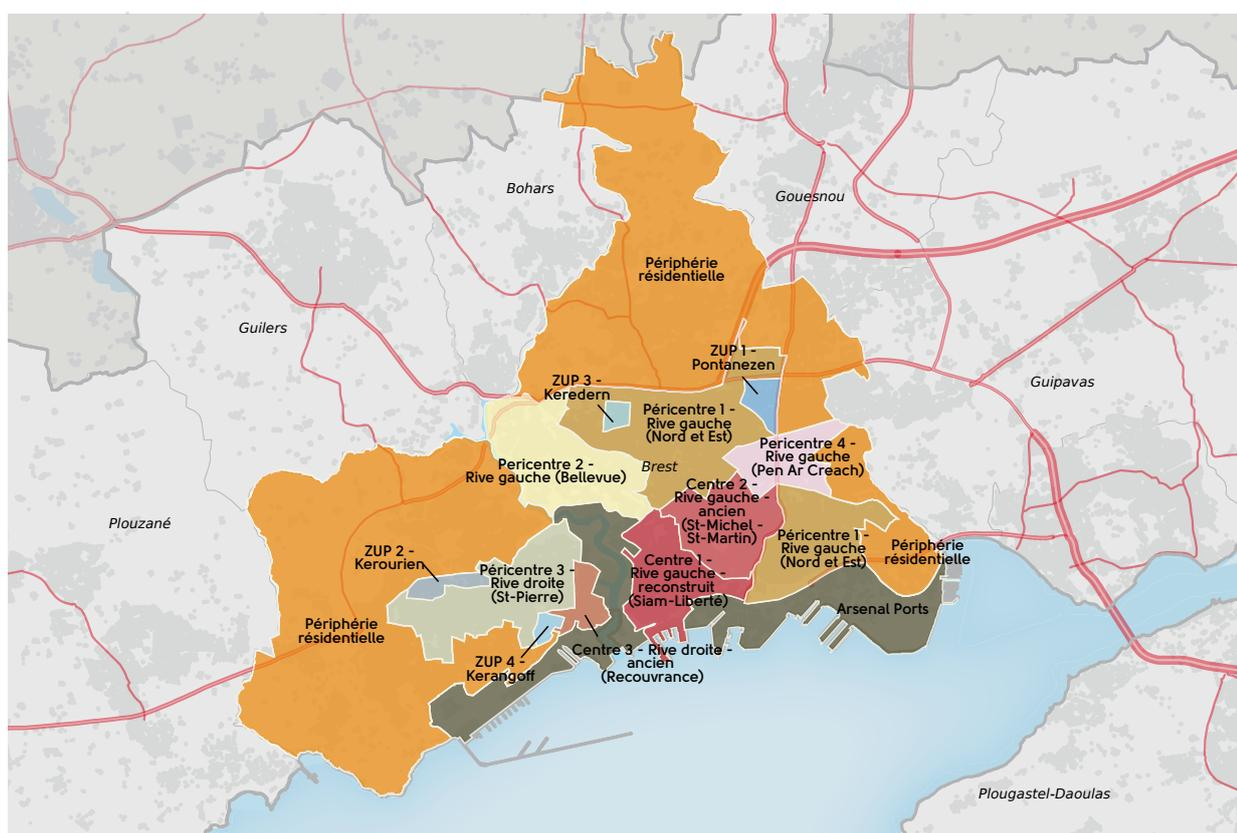 Bohars
Gouesnou
Périphérie
résidentielle
Guilers
ZUP 1 -
Pontanezen
ZUP 3 -
Keredern
Guipavas
Péricentre 1 -
Rive gauche
(Nord et Est)
Pericentre 4 -
Rive gauche
(Pen Ar Creach)
Pericentre 2 -
Rive gauche (Bellevue)
Brest
Centre 2 -
Rive gauche -
ancien
(St-Michel -
St-Martin)
Plouzané
Péricentre 1 -
Rive gauche
(Nord et Est)
Périphérie
résidentielle
ZUP 2 -
Kerourien
Péricentre 3 -
Rive droite
(St-Pierre)
Centre 1 -
Rive gauche -
reconstruit
(Siam-Liberté)
Arsenal Ports
Périphérie
résidentielle
Centre 3 - Rive droite -
ancien
(Recouvrance)
ZUP 4 -
Kerangoff
Plougastel-Daoulas